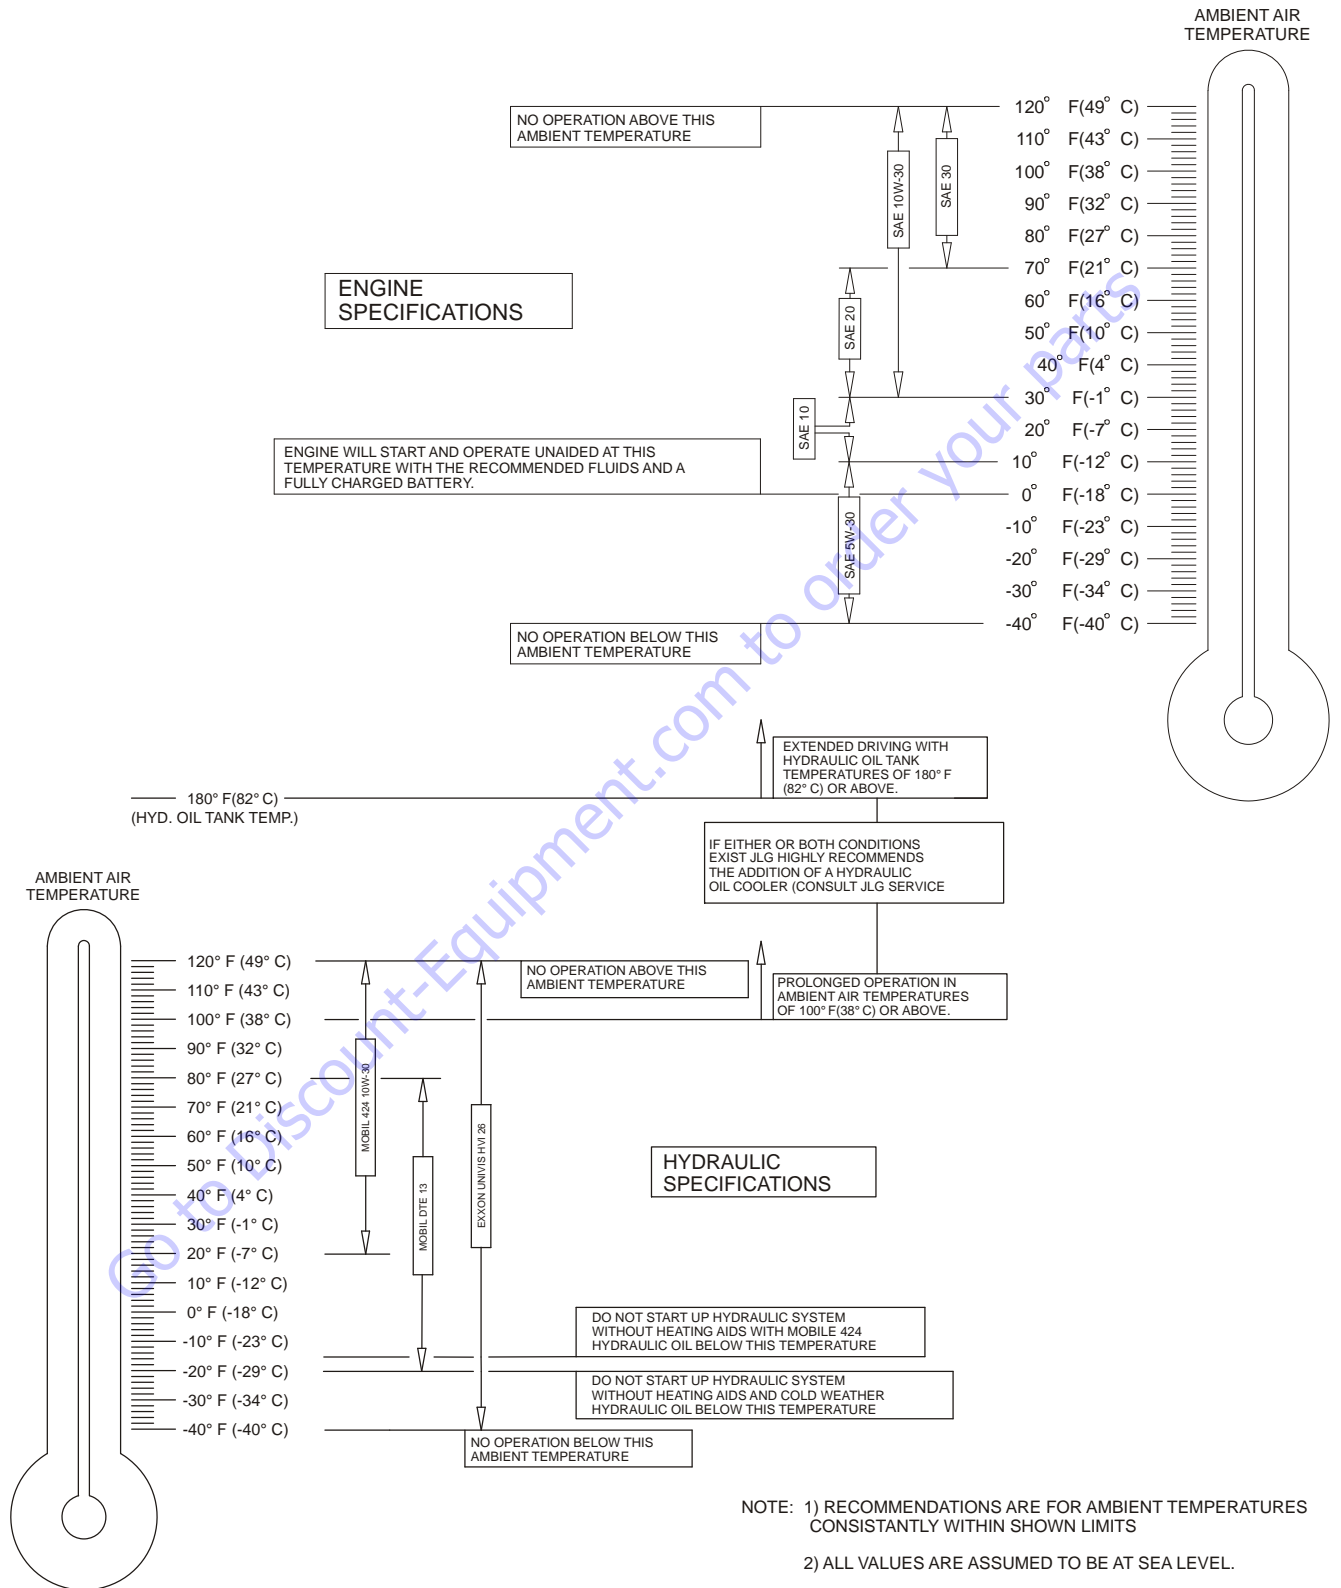 AMBIENT AIR
TEMPERATURE
NO OPERATION ABOVE THIS
AMBIENT TEMPERATURE
SAE 10W-30
SAE 30
120° F(49° C)
110° F(43° C)
100° F(38° C)
90° F(32° C)
80° F(27° C)
70° F(21° C)
60° F(16° C)
50° F(10° C)
40° F(4° C)
30° F(-1° C)
20° F(-7° C)
10° F(-12° C)
0° F(-18° C)
-10° F(-23° C)
-20° F(-29° C)
-30° F(-34° C)
-40° F(-40° C)
ENGINE
SPECIFICATIONS
SAE 20
SAE 10
ENGINE WILL START AND OPERATE UNAIDED AT THIS
TEMPERATURE WITH THE RECOMMENDED FLUIDS AND A
FULLY CHARGED BATTERY.
SAE 5W-30
NO OPERATION BELOW THIS
AMBIENT TEMPERATURE
EXTENDED DRIVING WITH
HYDRAULIC OIL TANK
TEMPERATURES OF 180° F
(82° C) OR ABOVE.
180° F(82° C)
(HYD. OIL TANK TEMP.)
IF EITHER OR BOTH CONDITIONS
EXIST JLG HIGHLY RECOMMENDS
THE ADDITION OF A HYDRAULIC
OIL COOLER (CONSULT JLG SERVICE
AMBIENT AIR
TEMPERATURE
120° F (49° C)
110° F (43° C)
100° F (38° C)
90° F (32° C)
80° F (27° C)
70° F (21° C)
60° F (16° C)
50° F (10° C)
40° F (4° C)
30° F (-1° C)
20° F (-7° C)
10° F (-12° C)
0° F (-18° C)
-10° F (-23° C)
-20° F (-29° C)
-30° F (-34° C)
-40° F (-40° C)
NO OPERATION ABOVE THIS
AMBIENT TEMPERATURE
PROLONGED OPERATION IN
AMBIENT AIR TEMPERATURES
OF 100° F(38° C) OR ABOVE.
MOBIL 424 10W-30
MOBIL DTE 13
EXXON UNIVIS HVI 26
HYDRAULIC
SPECIFICATIONS
DO NOT START UP HYDRAULIC SYSTEM
WITHOUT HEATING AIDS WITH MOBILE 424
HYDRAULIC OIL BELOW THIS TEMPERATURE
DO NOT START UP HYDRAULIC SYSTEM
WITHOUT HEATING AIDS AND COLD WEATHER
HYDRAULIC OIL BELOW THIS TEMPERATURE
NO OPERATION BELOW THIS
AMBIENT TEMPERATURE
NOTE: 1) RECOMMENDATIONS ARE FOR AMBIENT TEMPERATURES
CONSISTANTLY WITHIN SHOWN LIMITS
2) ALL VALUES ARE ASSUMED TO BE AT SEA LEVEL.
Go to Discount-Equipment.com to order your parts